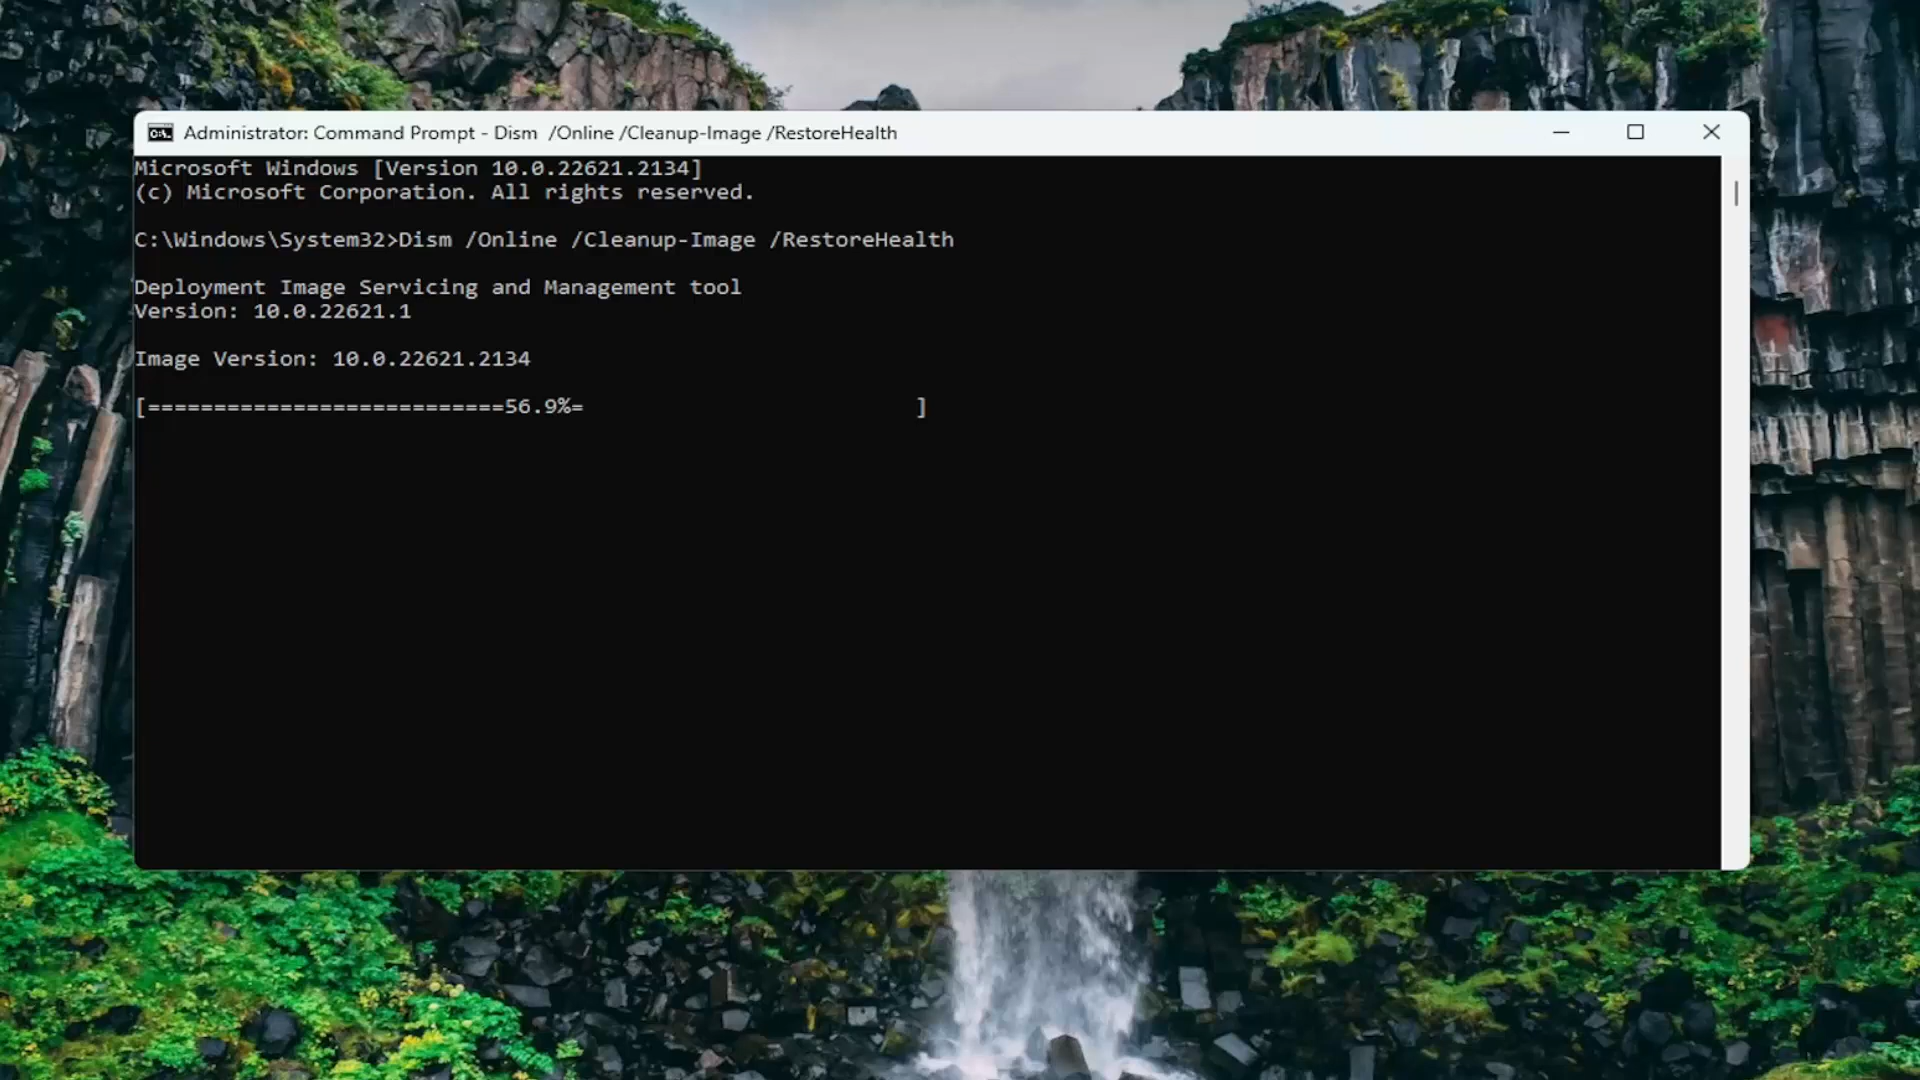 Administrator: Command Prompt - Dism  /Online /Cleanup-Image /RestoreHealth
Microsoft Windows [Version 10.0.22621.2134]
(c) Microsoft Corporation. All rights reserved.
C:\Windows\System32>Dism /Online /Cleanup-Image /RestoreHealth
Deployment Image Servicing and Management tool
Version: 10.0.22621.1
Image Version: 10.0.22621.2134
[===========================56.9%=                          ]